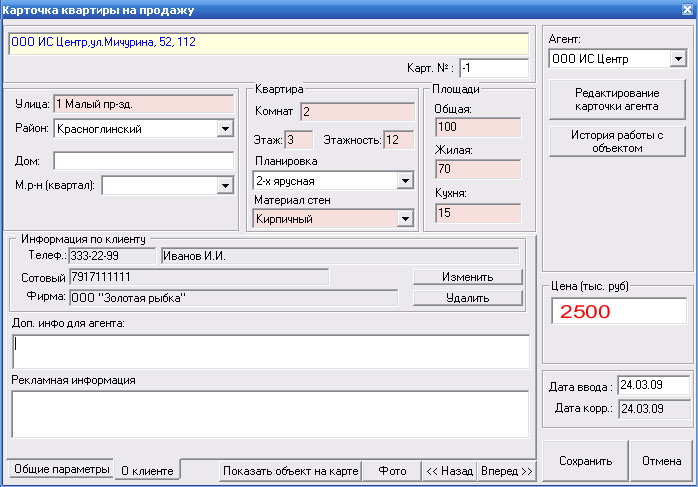 Карточка квартиры на продажу
ООО ИС Центр,ул.Мичурина, 52, 112
Карт. № : -1
Агент:
ООО ИС Центр
Редактирование
карточки агента
История работы с
объектом
Улица: 1 Малый пр-зд.
Район: Красноглинский
Дом:
М.р-н (квартал):
Квартира
Комнат 2
Этаж: 3 Этажность: 12
Планировка
2-х ярусная
Материал стен
Кирпичный
Площади
Общая:
100
Жилая:
70
Кухня:
15
Информация по клиенту
Телеф.: 333-22-99 Иванов И.И.
Сотовый 7917111111 Изменить
Фирма: ООО "Золотая рыбка" Удалить
Цена (тыс. руб)
2500
Доп. инфо для агента:
Рекламная информация
Дата ввода : 24.03.09
Дата корр.: 24.03.09
Общие параметры О клиенте Показать объект на карте Фото << Назад Вперед >>
Сохранить Отмена